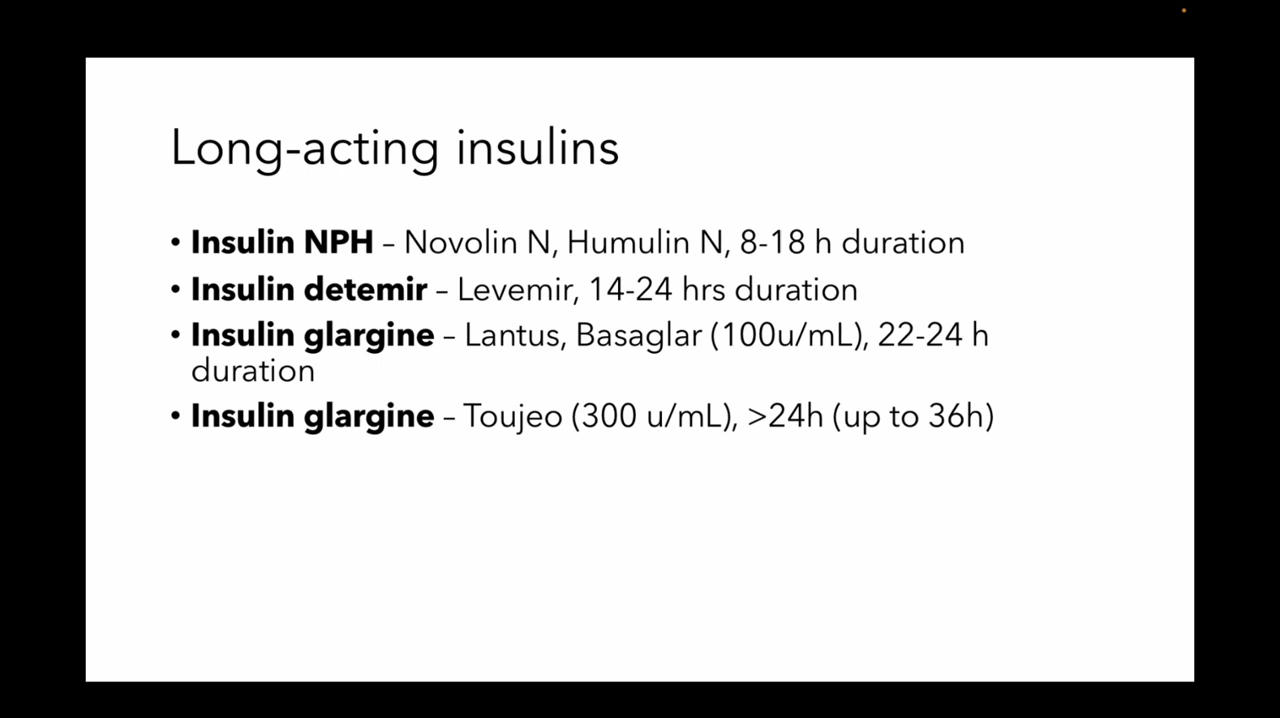 Long-acting insulins
• Insulin NPH – Novolin N, Humulin N, 8-18 h duration
• Insulin detemir – Levemir, 14-24 hrs duration
• Insulin glargine – Lantus, Basaglar (100u/mL), 22-24 h
duration
• Insulin glargine – Toujeo (300 u/mL), >24h (up to 36h)